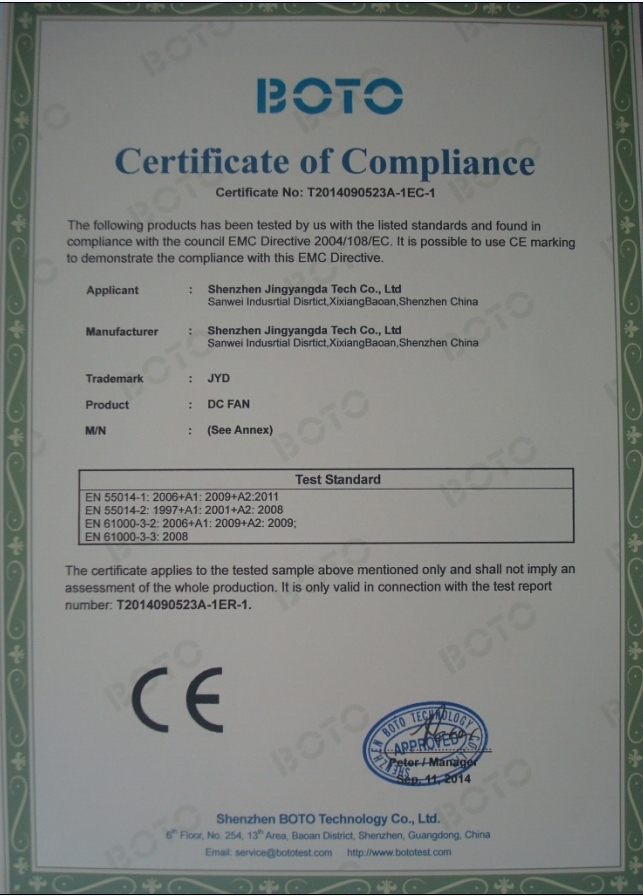 BOTO
Certificate of Compliance
Certificate No: T2014090523A-1EC-1
The following products has been tested by us with the listed standards and found in
compliance with the council EMC Directive 2004/108/EC. It is possible to use CE marking
to demonstrate the compliance with this EMC Directive.
Applicant : Shenzhen Jingyangda Tech Co., Ltd
Sanwei Indusrtial Disrtict,XixiangBaoan,Shenzhen China
Manufacturer : Shenzhen Jingyangda Tech Co., Ltd
Sanwei Indusrtial Disrtict,XixiangBaoan,Shenzhen China
Trademark : JYD
Product : DC FAN
M/N : (See Annex)
Test Standard
EN 55014-1: 2006+A1: 2009+A2:2011
EN 55014-2: 1997+A1: 2001+A2: 2008
EN 61000-3-2: 2006+A1: 2009+A2: 2009;
EN 61000-3-3: 2008
The certificate applies to the tested sample above mentioned only and shall not imply an
assessment of the whole production. It is only valid in connection with the test report
number: T2014090523A-1ER-1.
CE
SHENZHEN BOTO TECHNOLOGY CO., LTD
APPROVED
Peter / Manager
Sep. 11, 2014
Shenzhen BOTO Technology Co., Ltd.
6th Floor, No. 254, 13th Area, Baoan District, Shenzhen, Guangdong, China
Email: service@bototest.com http://www.bototest.com